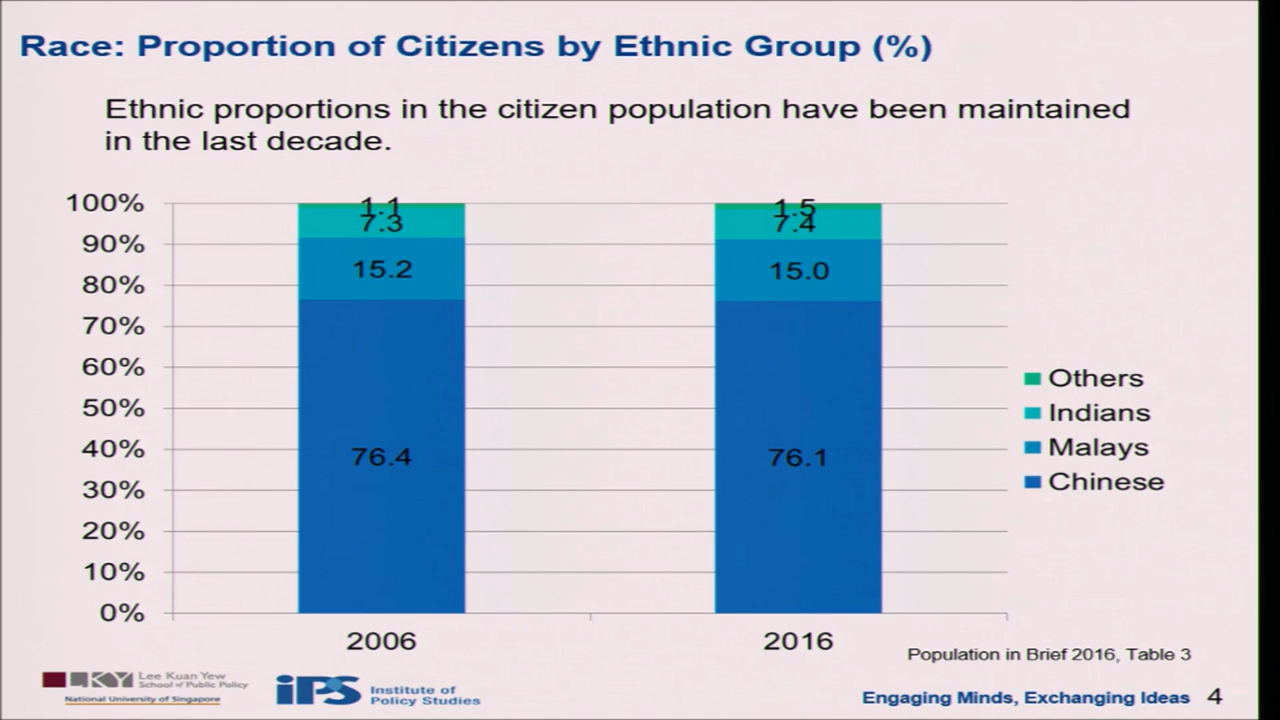 Race: Proportion of Citizens by Ethnic Group (%)
Ethnic proportions in the citizen population have been maintained
in the last decade.
100%
90%
80%
70%
60%
50%
40%
30%
20%
10%
0%
1.1
7.3
15.2
76.4
1.5
7.4
15.0
76.1
Others
Indians
Malays
Chinese
2006
2016
Population in Brief 2016, Table 3
LKY
Lee Kuan Yew
School of Public Policy
National University of Singapore
iPS
Institute of
Policy Studies
Engaging Minds, Exchanging Ideas 4